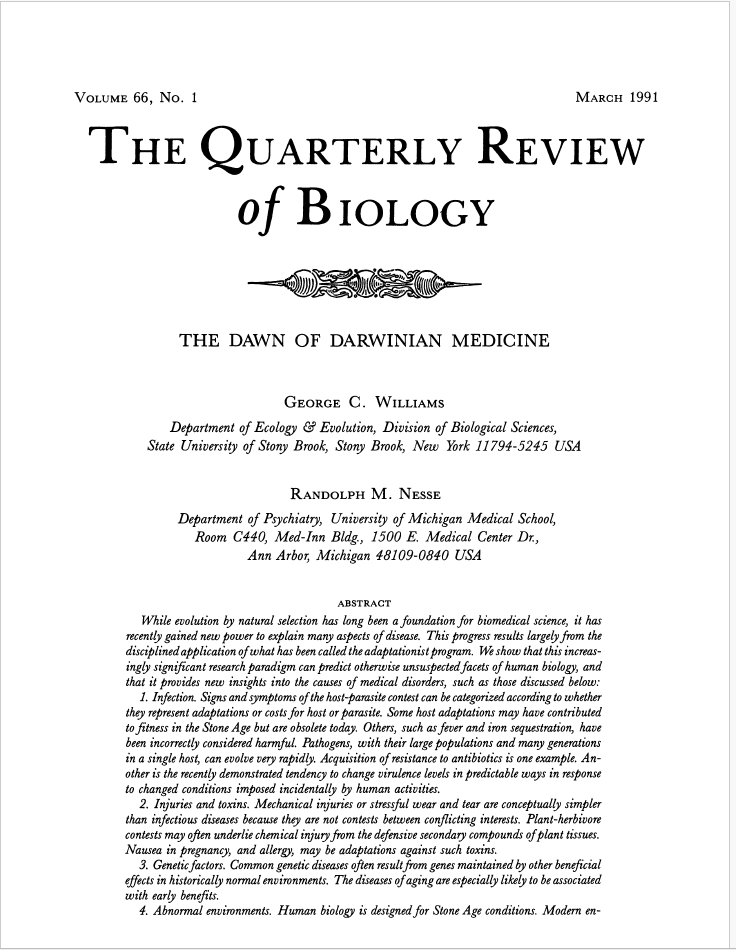 VOLUME 66, NO. 1
MARCH 1991
THE QUARTERLY REVIEW
of BIOLOGY
THE DAWN OF DARWINIAN MEDICINE
GEORGE C. WILLIAMS
Department of Ecology & Evolution, Division of Biological Sciences,
State University of Stony Brook, Stony Brook, New York 11794-5245 USA
RANDOLPH M. NESSE
Department of Psychiatry, University of Michigan Medical School,
Room C440, Med-Inn Bldg., 1500 E. Medical Center Dr.,
Ann Arbor, Michigan 48109-0840 USA
ABSTRACT
While evolution by natural selection has long been a foundation for biomedical science, it has
recently gained new power to explain many aspects of disease. This progress results largely from the
disciplined application of what has been called the adaptationist program. We show that this increas-
ingly significant research paradigm can predict otherwise unsuspected facets of human biology, and
that it provides new insights into the causes of medical disorders, such as those discussed below:
1. Infection. Signs and symptoms of the host-parasite contest can be categorized according to whether
they represent adaptations or costs for host or parasite. Some host adaptations may have contributed
to fitness in the Stone Age but are obsolete today. Others, such as fever and iron sequestration, have
been incorrectly considered harmful. Pathogens, with their large populations and many generations
in a single host, can evolve very rapidly. Acquisition of resistance to antibiotics is one example. An-
other is the recently demonstrated tendency to change virulence levels in predictable ways in response
to changed conditions imposed incidentally by human activities.
2. Injuries and toxins. Mechanical injuries or stressful wear and tear are conceptually simpler
than infectious diseases because they are not contests between conflicting interests. Plant-herbivore
contests may often underlie chemical injury from the defensive secondary compounds of plant tissues.
Nausea in pregnancy, and allergy, may be adaptations against such toxins.
3. Genetic factors. Common genetic diseases often result from genes maintained by other beneficial
effects in historically normal environments. The diseases of aging are especially likely to be associated
with early benefits.
4. Abnormal environments. Human biology is designed for Stone Age conditions. Modern en-